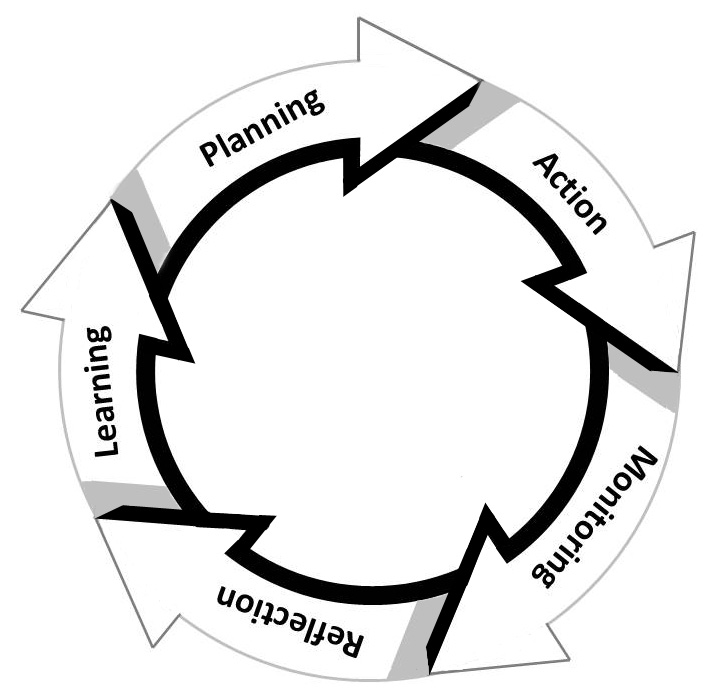 Planning
Action
Monitoring
Reflection
Learning